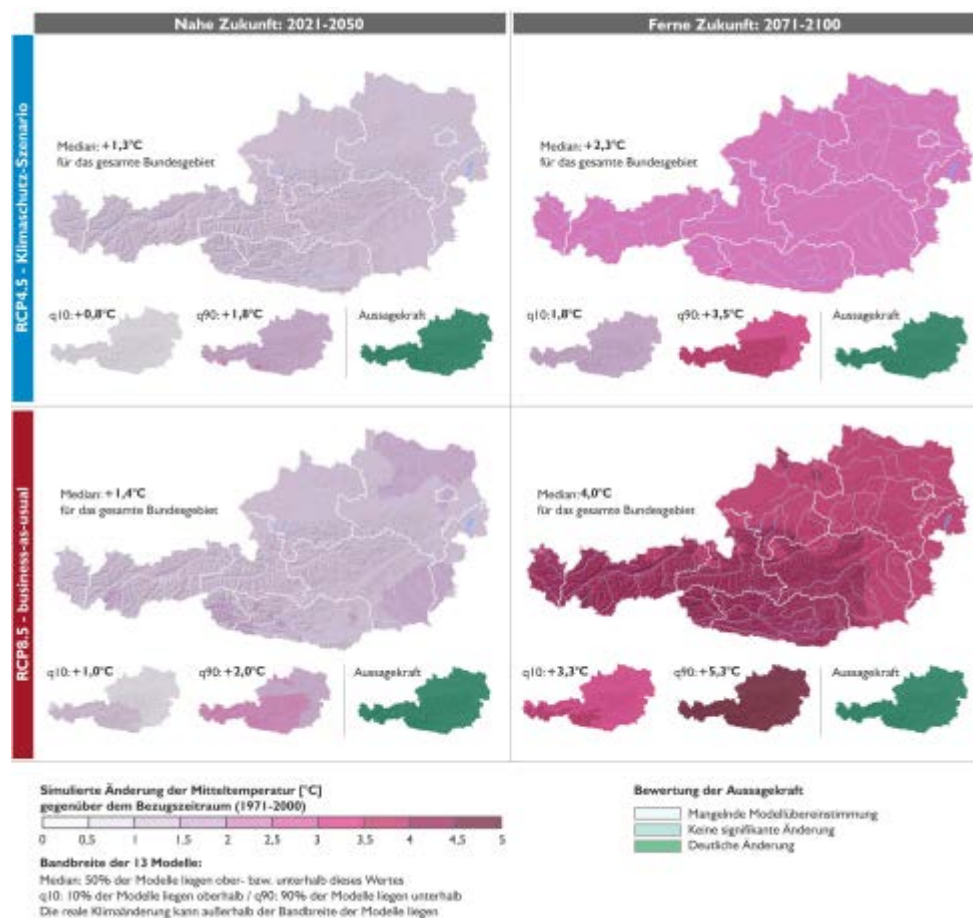 Nahe Zukunft: 2021-2050
Ferne Zukunft: 2071-2100
RCP4.5 - Klimaschutz-Szenario
Median: +1,3°C
für das gesamte Bundesgebiet
q10: +0,8°C
q90: +1,8°C
Aussagekraft
Median: +2,3°C
für das gesamte Bundesgebiet
q10: 1,8°C
q90: +3,5°C
Aussagekraft
RCP8.5 - business-as-usual
Median: +1,4°C
für das gesamte Bundesgebiet
q10: +1,0°C
q90: +2,0°C
Aussagekraft
Median: 4,0°C
für das gesamte Bundesgebiet
q10: +3,3°C
q90: +5,3°C
Aussagekraft
Simulierte Änderung der Mitteltemperatur [°C]
gegenüber dem Bezugszeitraum (1971-2000)
0 0,5 1 1,5 2 2,5 3 3,5 4 4,5 5
Bandbreite der 13 Modelle:
Median: 50% der Modelle liegen ober- bzw. unterhalb dieses Wertes
q10: 10% der Modelle liegen oberhalb / q90: 90% der Modelle liegen unterhalb
Die reale Klimaänderung kann außerhalb der Bandbreite der Modelle liegen
Bewertung der Aussagekraft
Mangelnde Modellübereinstimmung
Keine signifikante Änderung
Deutliche Änderung